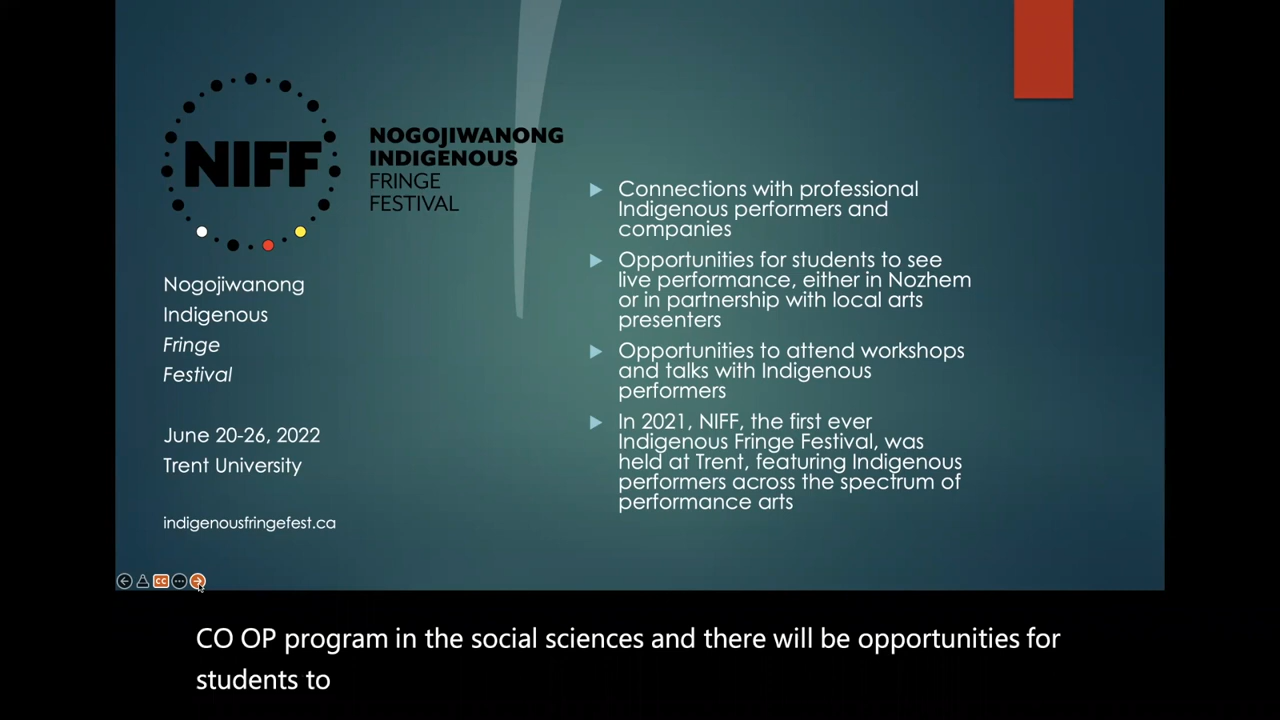 NIFF
NOGOJIWANONG
INDIGENOUS
FRINGE
FESTIVAL
Nogojiwanong
Indigenous
Fringe
Festival
June 20-26, 2022
Trent University
indigenousfringefest.ca
Connections with professional
Indigenous performers and
companies
Opportunities for students to see
live performance, either in Nozhem
or in partnership with local arts
presenters
Opportunities to attend workshops
and talks with Indigenous
performers
In 2021, NIFF, the first ever
Indigenous Fringe Festival, was
held at Trent, featuring Indigenous
performers across the spectrum of
performance arts
CC
CO OP program in the social sciences and there will be opportunities for
students to